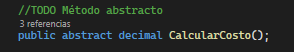 //TODO Método abstracto
3 referencias
public abstract decimal CalcularCosto();